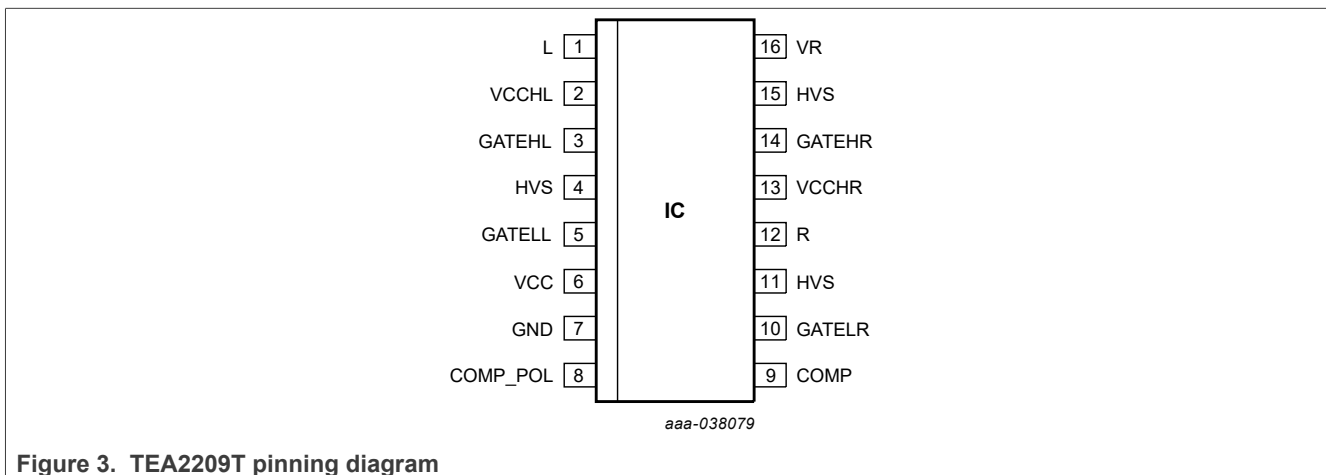 L 1 16 VR
VCCHL 2 15 HVS
GATEHL 3 14 GATEHR
HVS 4 13 VCCHR
IC
GATELL 5 12 R
VCC 6 11 HVS
GND 7 10 GATELR
COMP_POL 8 9 COMP
aaa-038079
Figure 3. TEA2209T pinning diagram